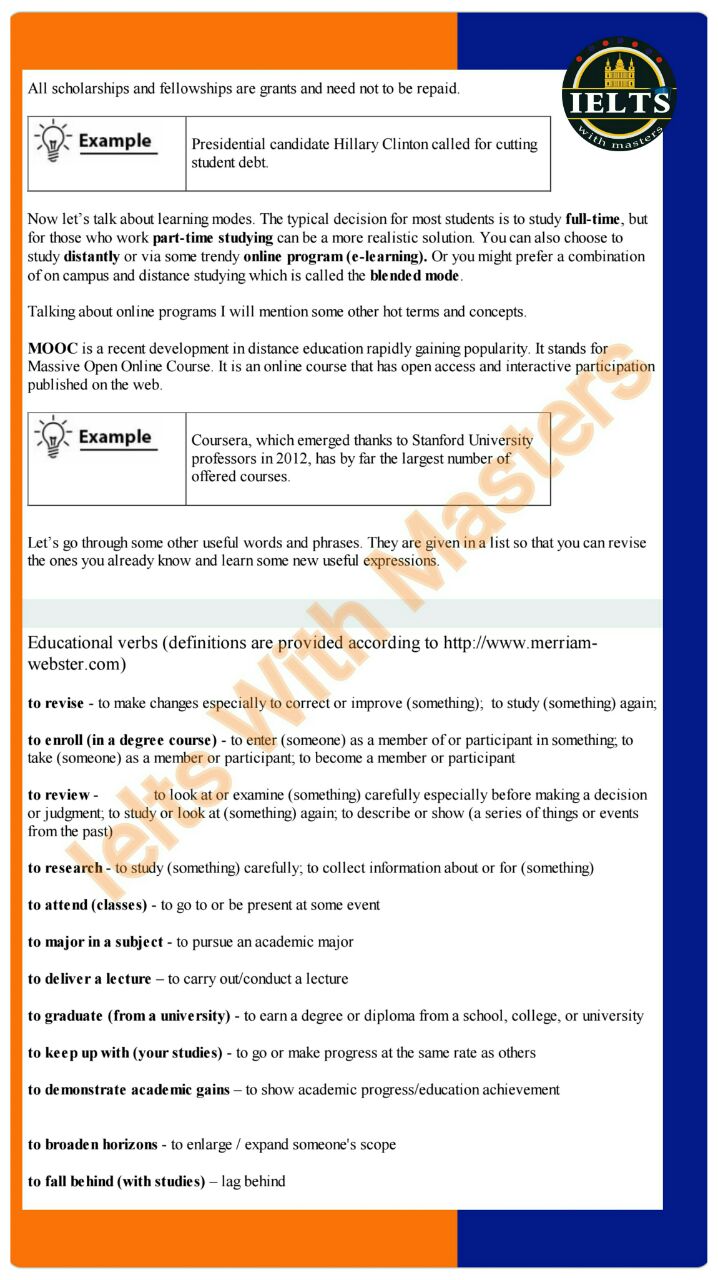 IELTS
with masters
All scholarships and fellowships are grants and need not to be repaid.
Example
Presidential candidate Hillary Clinton called for cutting
student debt.
Now let's talk about learning modes. The typical decision for most students is to study full-time, but
for those who work part-time studying can be a more realistic solution. You can also choose to
study distantly or via some trendy online program (e-learning). Or you might prefer a combination
of on campus and distance studying which is called the blended mode.
Talking about online programs I will mention some other hot terms and concepts.
MOOC is a recent development in distance education rapidly gaining popularity. It stands for
Massive Open Online Course. It is an online course that has open access and interactive participation
published on the web.
Example
Coursera, which emerged thanks to Stanford University
professors in 2012, has by far the largest number of
offered courses.
Let's go through some other useful words and phrases. They are given in a list so that you can revise
the ones you already know and learn some new useful expressions.
Educational verbs (definitions are provided according to http://www.merriam-
webster.com)
to revise - to make changes especially to correct or improve (something); to study (something) again;
to enroll (in a degree course) - to enter (someone) as a member of or participant in something; to
take (someone) as a member or participant; to become a member or participant
to review - to look at or examine (something) carefully especially before making a decision
or judgment; to study or look at (something) again; to describe or show (a series of things or events
from the past)
to research - to study (something) carefully; to collect information about or for (something)
to attend (classes) - to go to or be present at some event
to major in a subject - to pursue an academic major
to deliver a lecture – to carry out/conduct a lecture
to graduate (from a university) - to earn a degree or diploma from a school, college, or university
to keep up with (your studies) - to go or make progress at the same rate as others
to demonstrate academic gains – to show academic progress/education achievement
to broaden horizons - to enlarge / expand someone's scope
to fall behind (with studies) – lag behind
Ielts With Masters